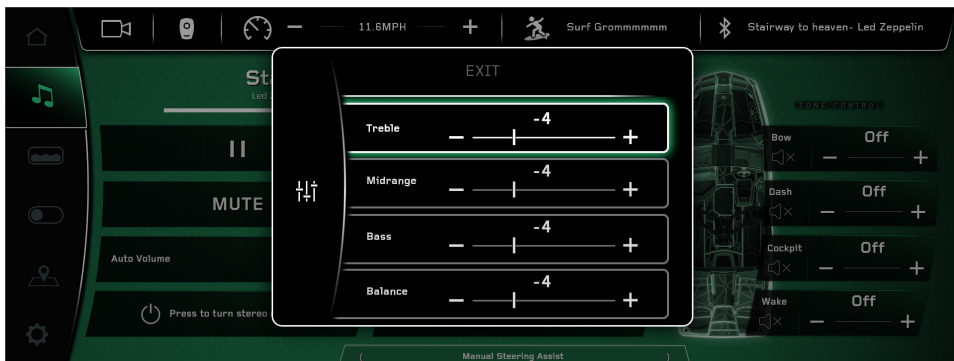 11.6MPH
Surf Grommmmmm
Stairway to heaven- Led Zeppelin
EXIT
Sta
Led
Treble
-4
Midrange
-4
Bass
-4
Balance
-4
MUTE
Auto Volume
Press to turn stereo
ZONE CONTROL
Bow
Off
Dash
Off
Cockpit
Off
Wake
Off
Manual Steering Assist